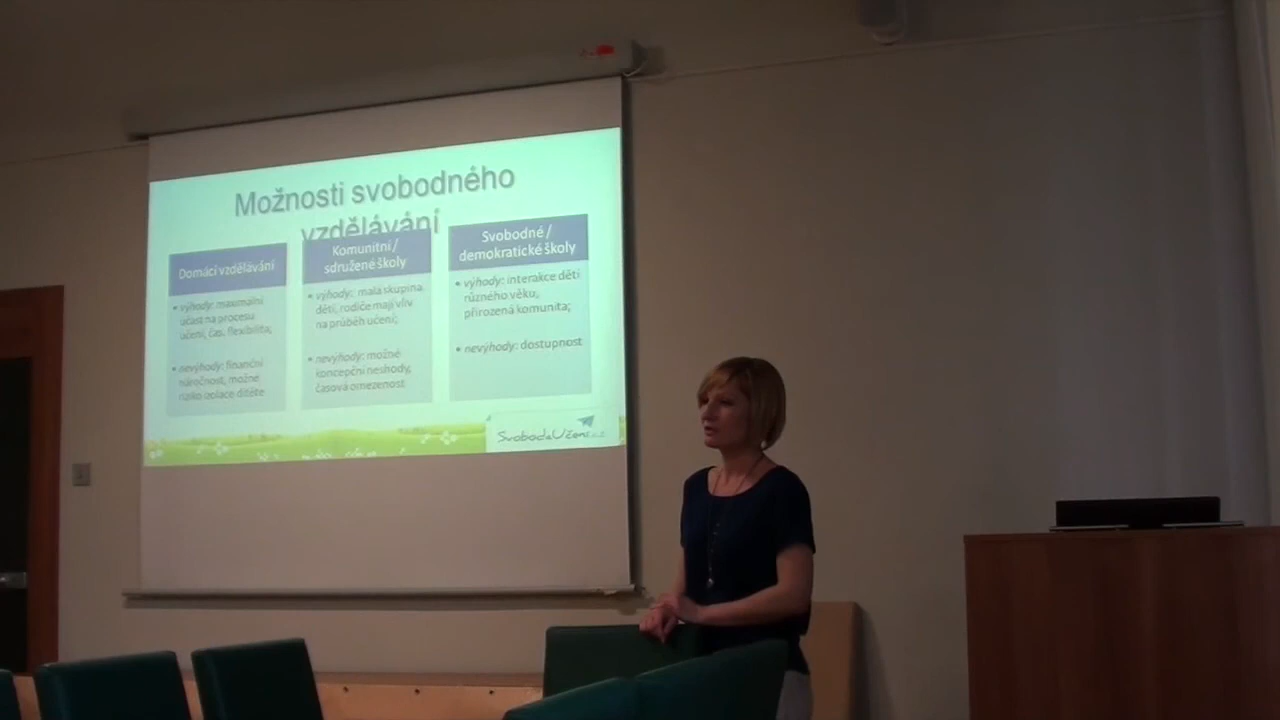 Možnosti svobodného
vzdělávání
Domácí vzdělávání
• výhody: maximální
účast na procesu
učení, čas. flexibilita;
• nevýhody: finanční
náročnost, možné
riziko izolace dítěte
Komunitní /
sdružené školy
• výhody: malá skupina
dětí, rodiče mají vliv
na průběh učení;
• nevýhody: možné
koncepční neshody,
časová omezenost
Svobodné /
demokratické školy
• výhody: interakce dětí
různého věku,
přirozená komunita;
• nevýhody: dostupnost
SvobodaUčení.cz